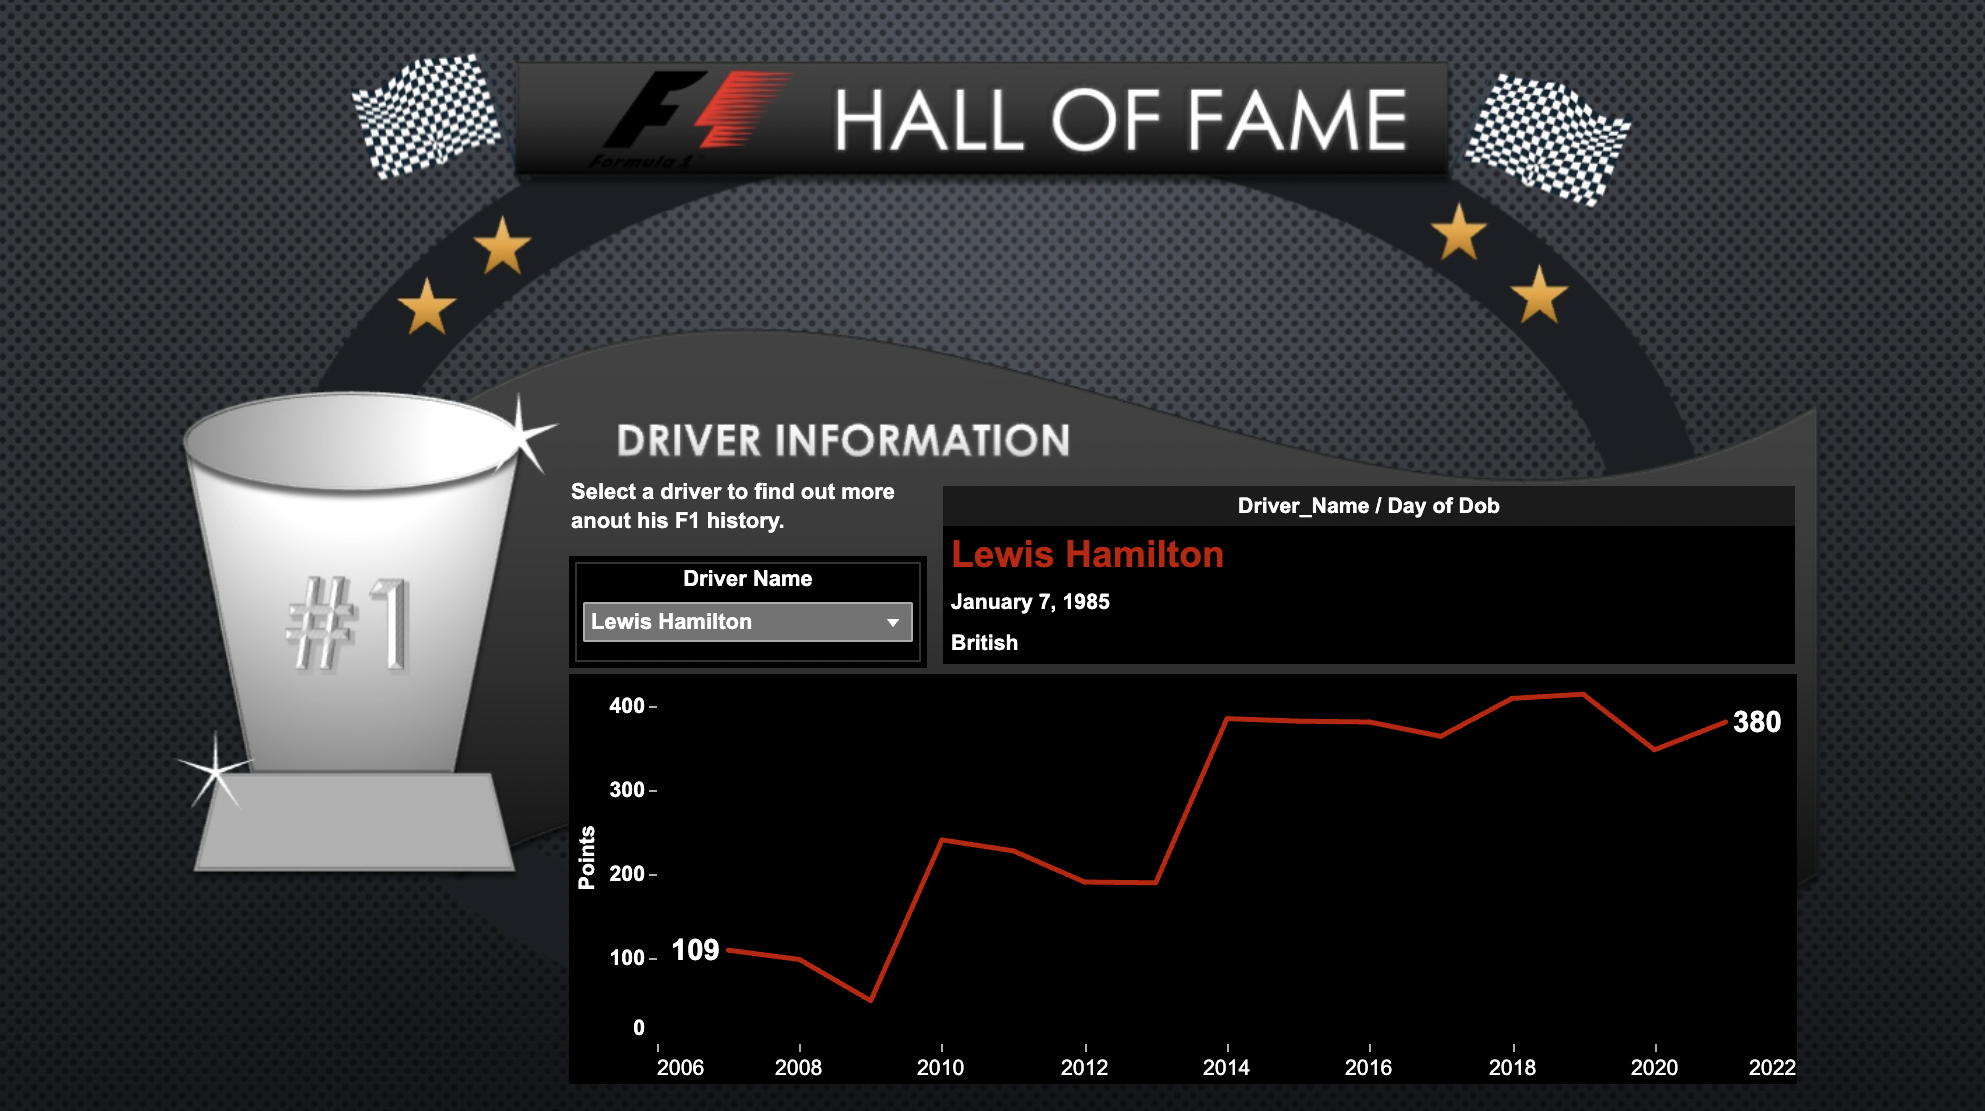 F1
Formula 1
HALL OF FAME
#1
DRIVER INFORMATION
Select a driver to find out more
anout his F1 history.
Driver Name
Lewis Hamilton
Driver_Name / Day of Dob
Lewis Hamilton
January 7, 1985
British
Points
400
300
200
100
0
109
380
2006 2008 2010 2012 2014 2016 2018 2020 2022